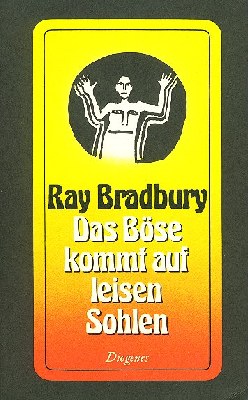 Ray Bradbury
Das Böse
kommt auf
leisen
Sohlen
Diogenes